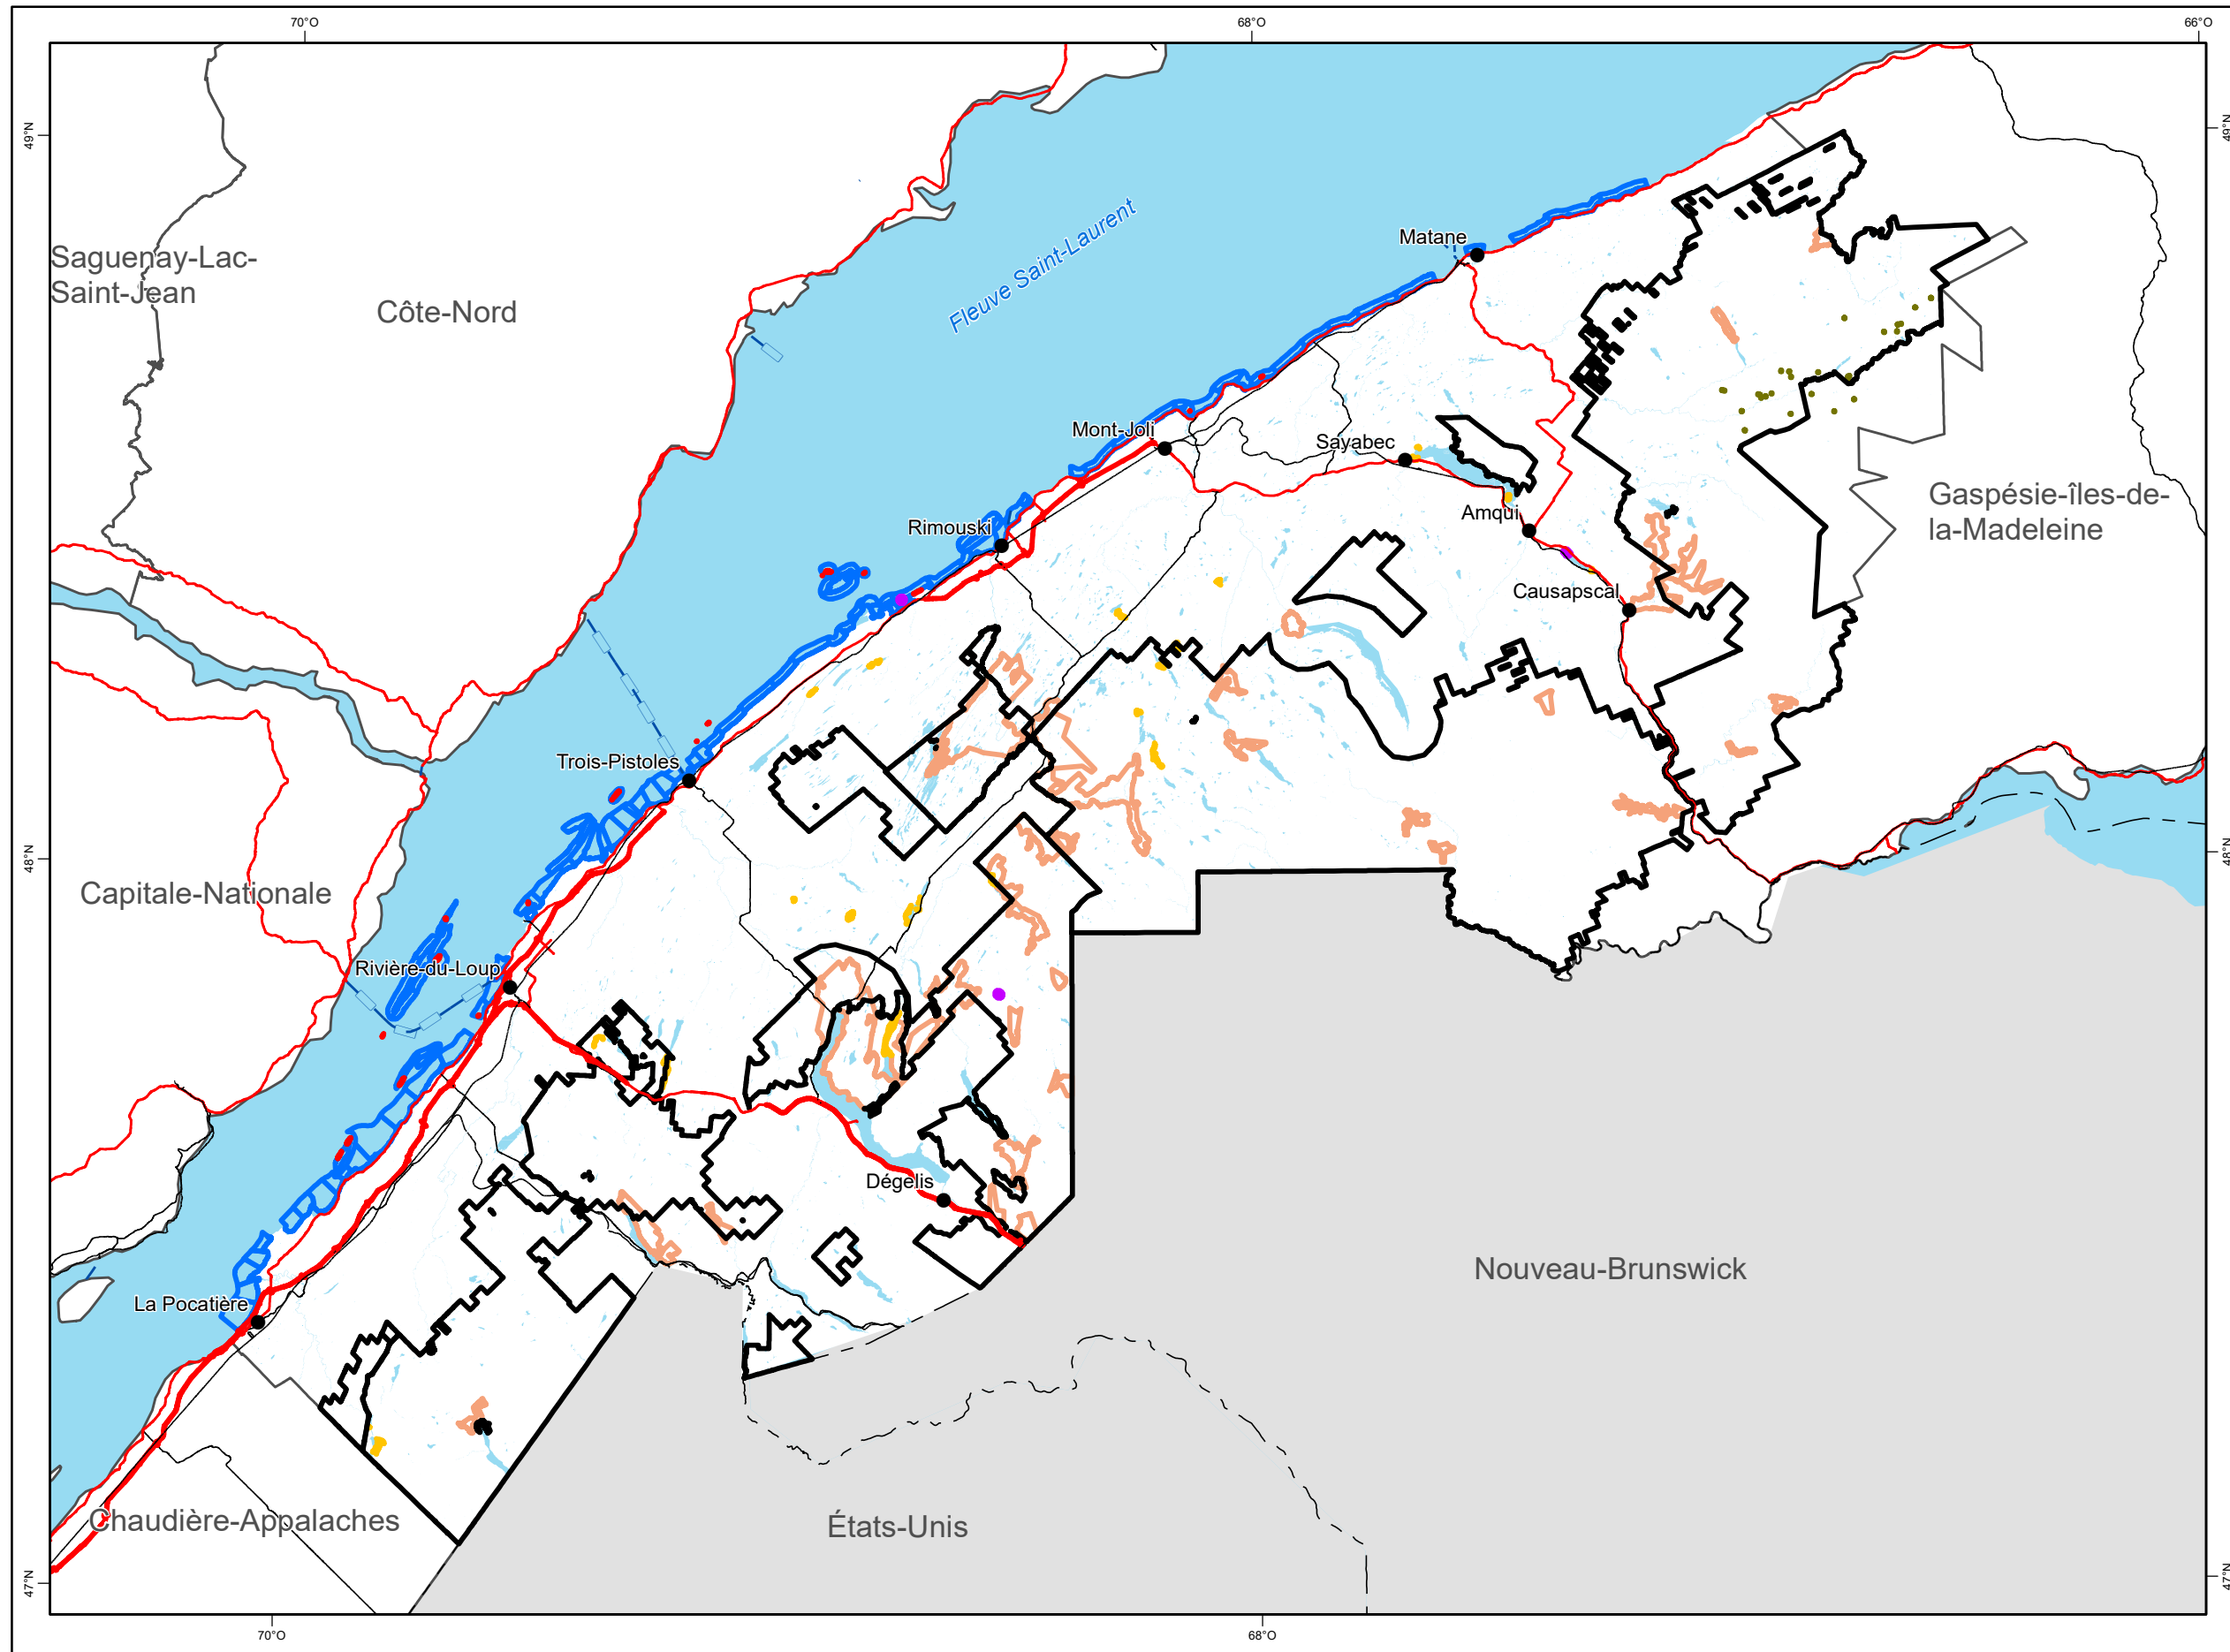 70°O
68°O
66°O
49°N
49°N
Fleuve Saint-Laurent
Matane
Saguenay-Lac-
Saint-Jean
Côte-Nord
Mont-Joli
Sayabec
Gaspésie-îles-de-
la-Madeleine
Amqui
Rimouski
Causapscal
Trois-Pistoles
48°N
48°N
Capitale-Nationale
Rivière-du-Loup
Dégelis
Nouveau-Brunswick
La Pocatière
Chaudière-Appalaches
États-Unis
47°N
47°N
70°O
68°O